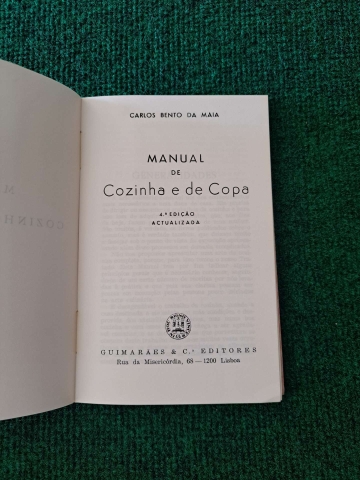 CARLOS BENTO DA MAIA
MANUAL
DE
Cozinha e de Copa
4.ª EDIÇÃO
ACTUALIZADA
GUIMARÃES & C.ª EDITORES
Rua da Misericórdia, 68 — 1200 Lisboa
M
COZINH